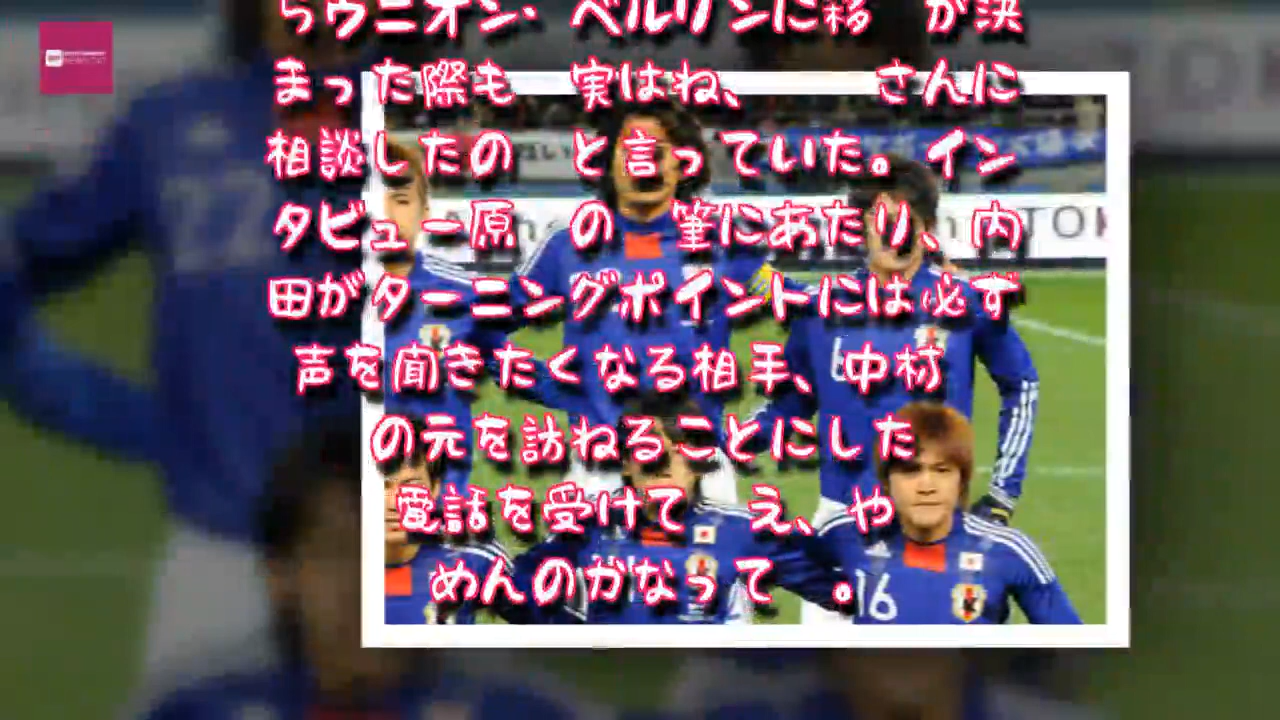 らウニオン・ ベルリンに移 が決
まった際も 実はね、 さんに
相談したの と言っていた。イン
タビュー原 の 筆にあたり、内
田がターニングポイントには必ず
声を聞きたくなる相手、中村
の元を訪ねることにした
電話を受けて え、や
めんのかなって 。
TOK
6
16